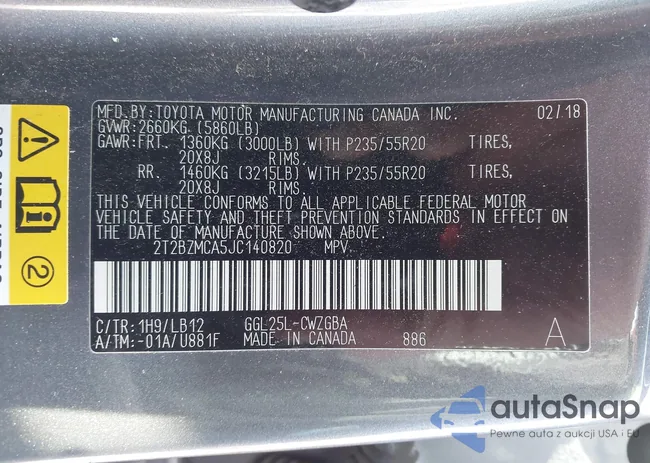 MFD.BY:TOYOTA MOTOR MANUFACTURING CANADA INC. 02/18
GVWR:2660KG (5860LB)
GAWR:FRT. 1360KG (3000LB) WITH P235/55R20 TIRES,
20X8J RIMS.
RR. 1460KG (3215LB) WITH P235/55R20 TIRES,
20X8J RIMS.
THIS VEHICLE CONFORMS TO ALL APPLICABLE FEDERAL MOTOR
VEHICLE SAFETY AND THEFT PREVENTION STANDARDS IN EFFECT ON
THE DATE OF MANUFACTURE SHOWN ABOVE.
2T2BZMCA5JC140820 MPV
C/TR: 1H9/LB12 GGL25L-CWZGBA
A/TM:-01A/U881F MADE IN CANADA 886 A
2
autaSnap
Pewne auta z aukcji USA i EU